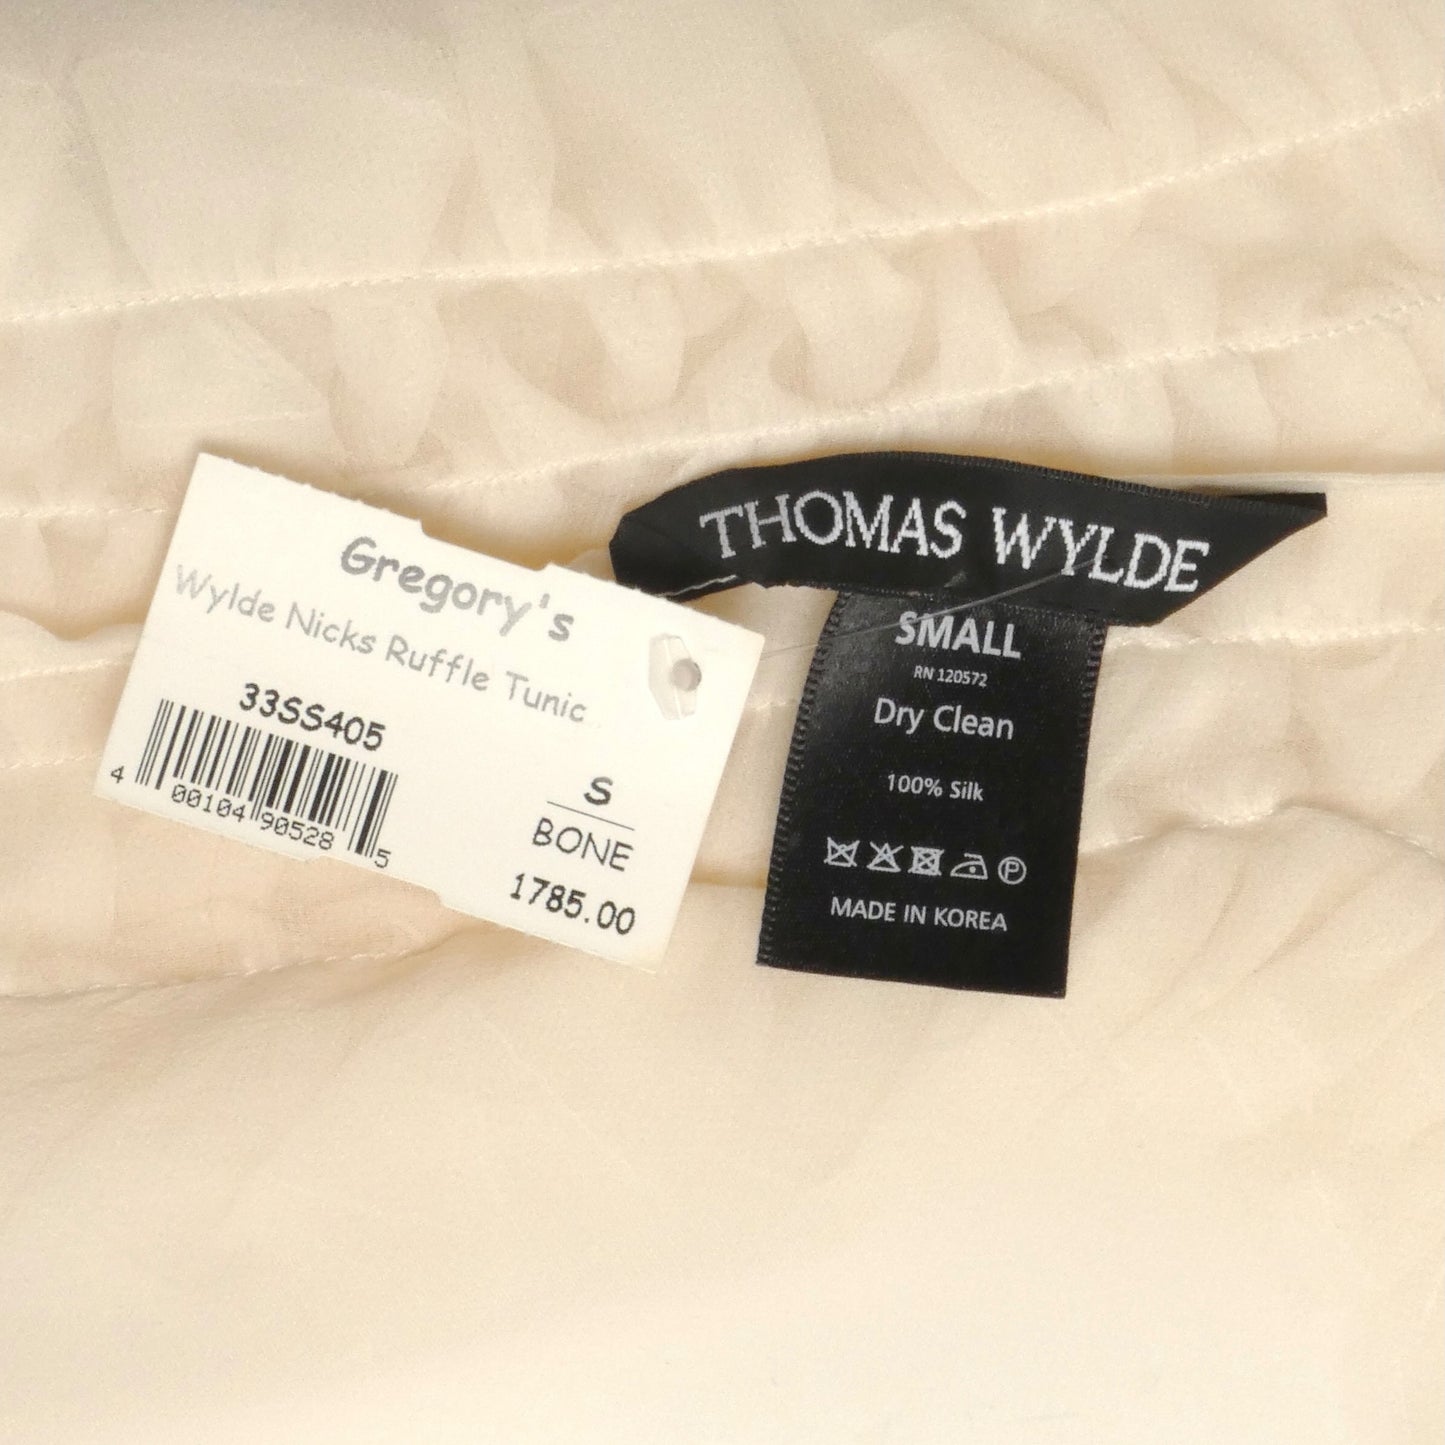 Gregory's
Wylde Nicks Ruffle Tunic
33SS405
4 00104 90528 5
S
BONE
1785.00
THOMAS WYLDE
SMALL
RN 120572
Dry Clean
100% Silk
P
MADE IN KOREA